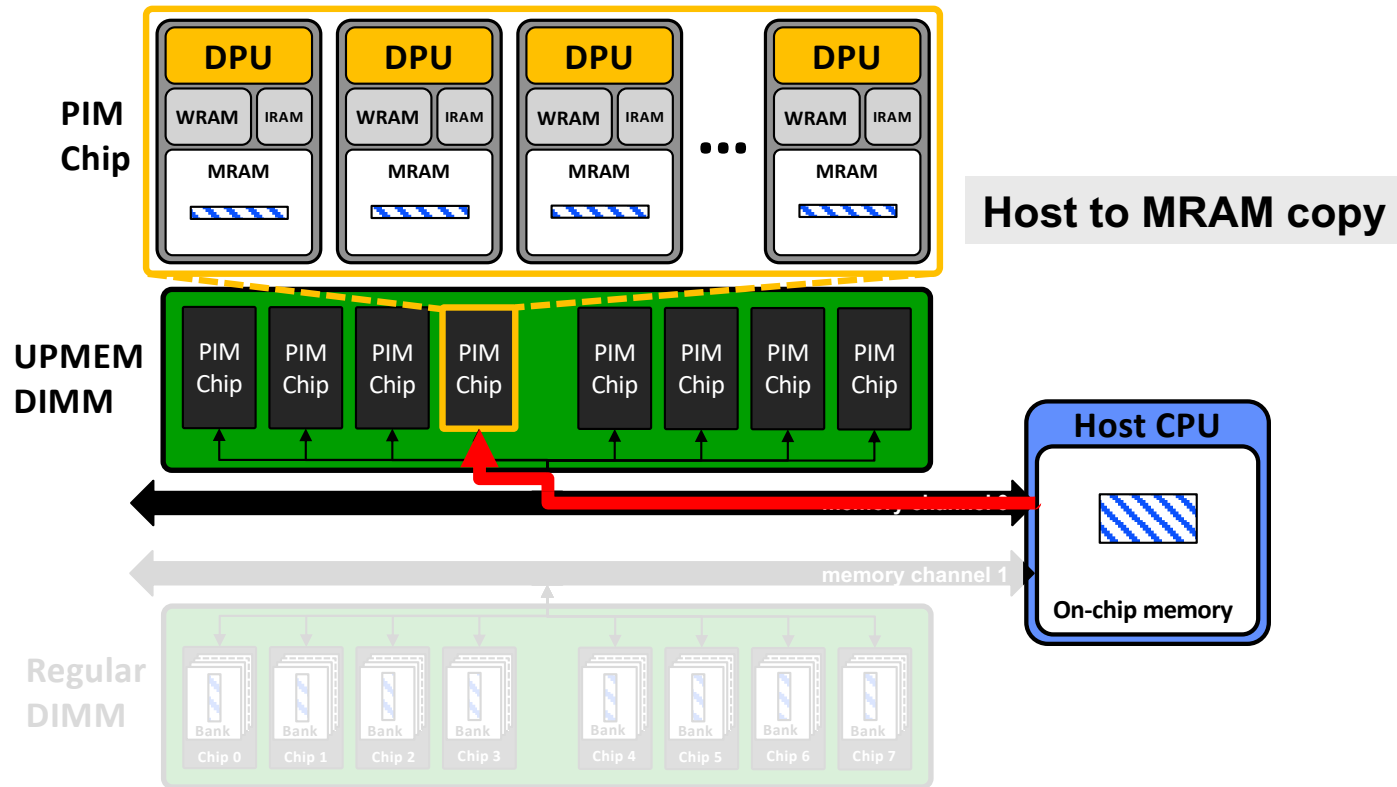 DPU DPU DPU DPU
WRAM IRAM WRAM IRAM WRAM IRAM WRAM IRAM
PIM
Chip
...
MRAM MRAM MRAM MRAM
Host to MRAM copy
UPMEM
DIMM
PIM PIM PIM PIM PIM PIM PIM PIM
Chip Chip Chip Chip Chip Chip Chip Chip
Host CPU
memory channel 0
memory channel 1
On-chip memory
Regular
DIMM
Bank Bank Bank Bank Bank Bank Bank Bank
Chip 0 Chip 1 Chip 2 Chip 3 Chip 4 Chip 5 Chip 6 Chip 7